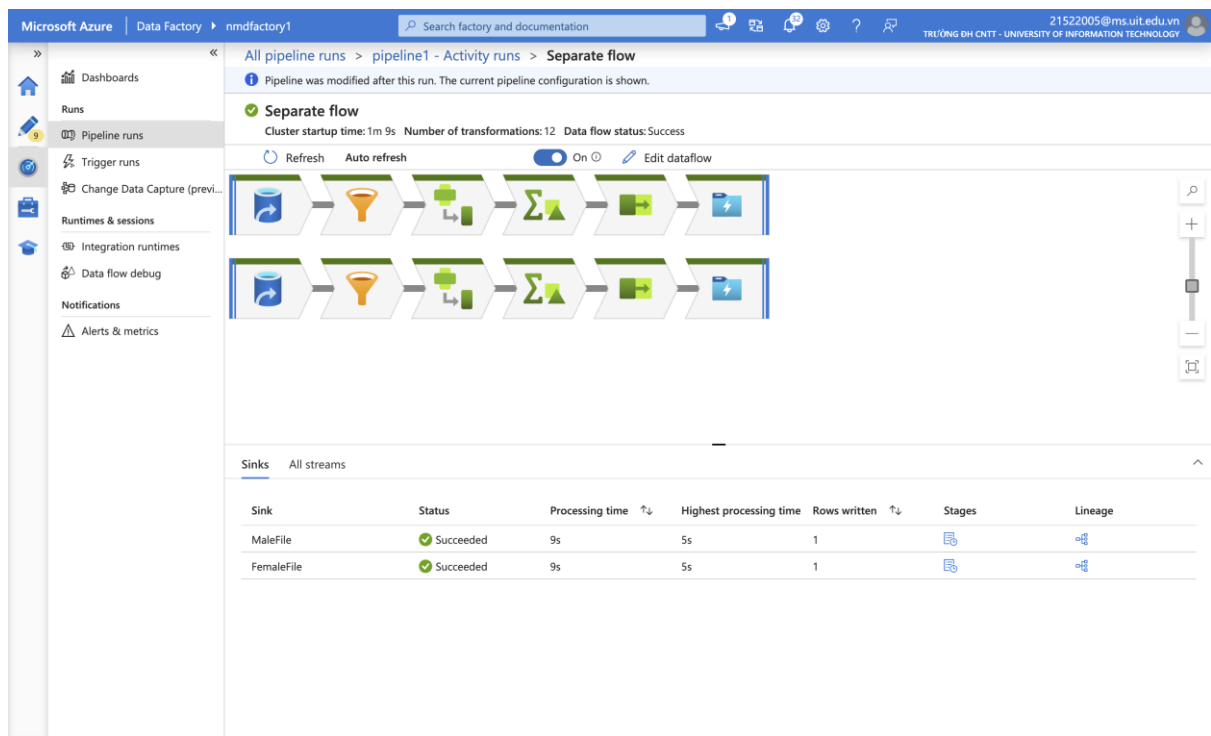 Microsoft Azure | Data Factory ▸ nmdfactory1
Search factory and documentation
1
32
?
21522005@ms.uit.edu.vn
TRƯỜNG ĐH CNTT - UNIVERSITY OF INFORMATION TECHNOLOGY
»
«
9
Dashboards
Runs
Pipeline runs
Trigger runs
Change Data Capture (previ...
Runtimes & sessions
Integration runtimes
Data flow debug
Notifications
Alerts & metrics
All pipeline runs > pipeline1 - Activity runs > Separate flow
Pipeline was modified after this run. The current pipeline configuration is shown.
Separate flow
Cluster startup time: 1m 9s Number of transformations: 12 Data flow status: Success
Refresh Auto refresh On Edit dataflow
Sinks All streams
Sink Status Processing time ↑↓ Highest processing time Rows written ↑↓ Stages Lineage
MaleFile Succeeded 9s 5s 1
FemaleFile Succeeded 9s 5s 1